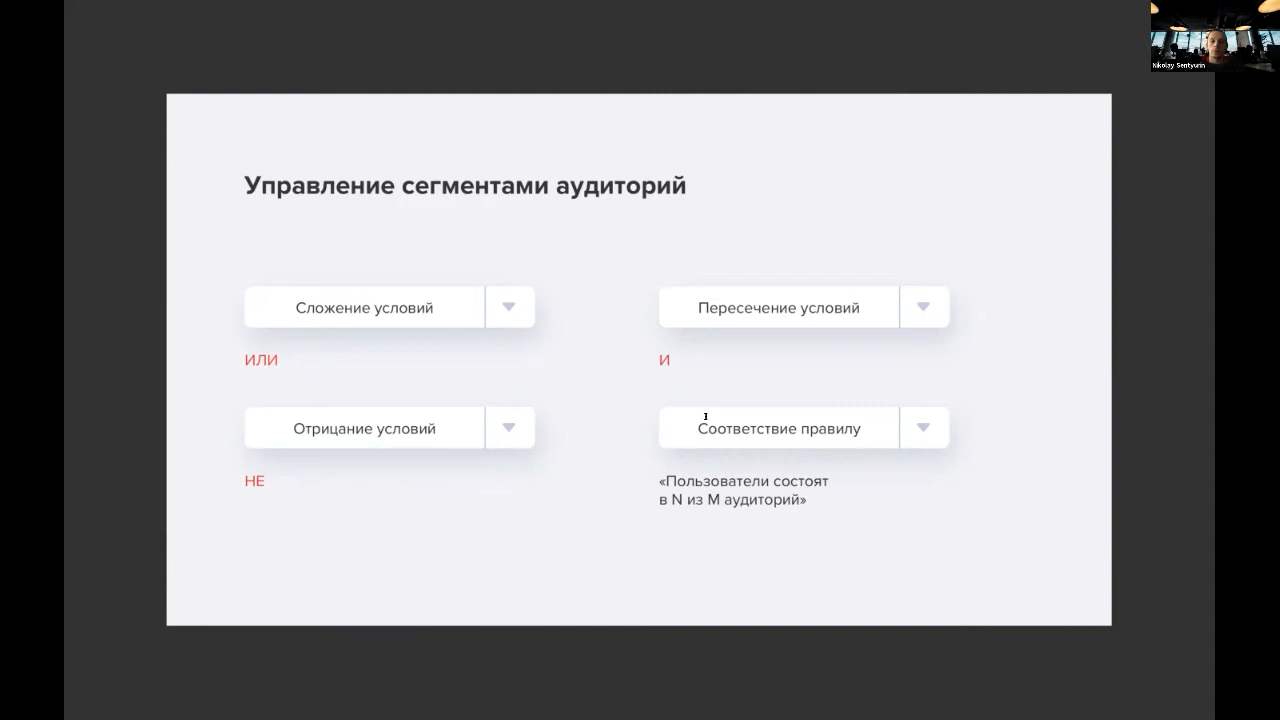 Nikolay Sentyurin
Управление сегментами аудиторий
Сложение условий
Пересечение условий
ИЛИ
И
Отрицание условий
Соответствие правилу
НЕ
«Пользователи состоят
в N из M аудиторий»